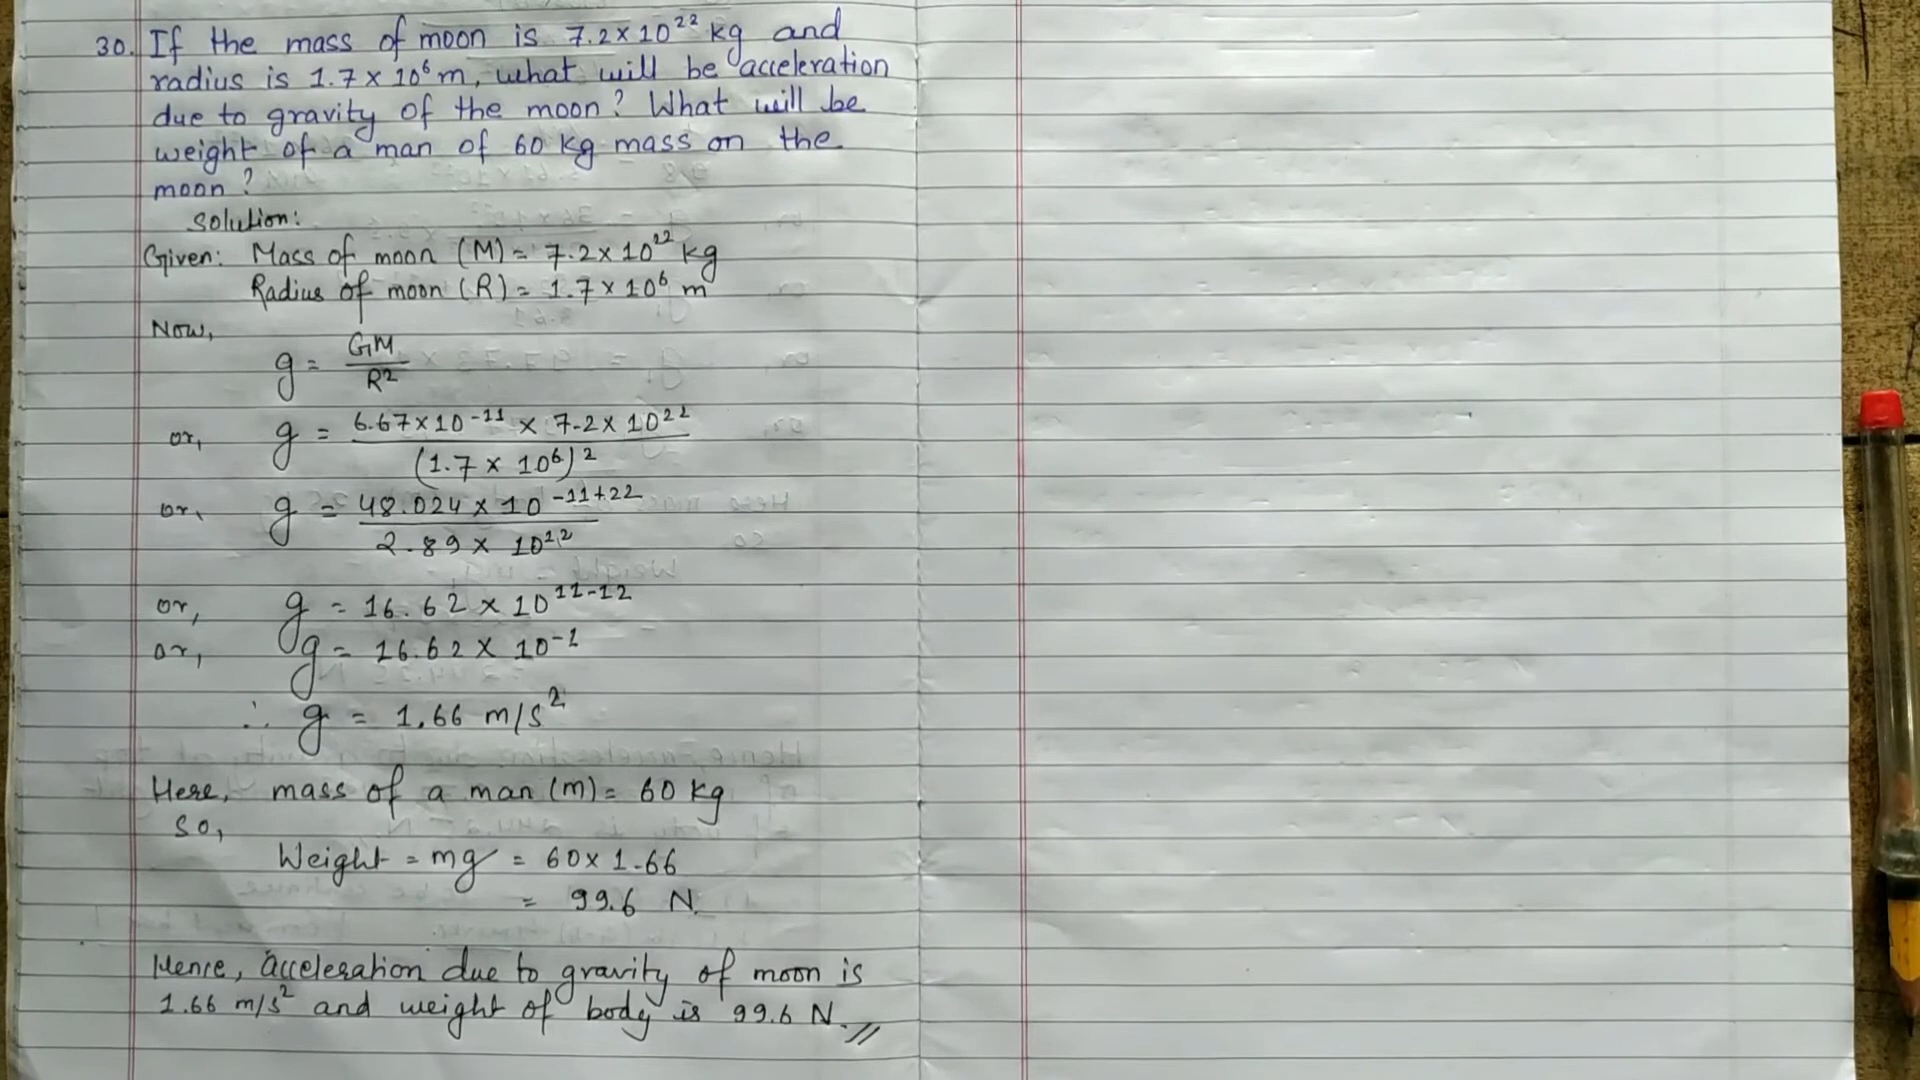 30. If the mass of moon is 7.2×10²² kg and
radius is 1.7 × 10⁶ m, what will be acceleration
due to gravity of the moon? What will be
weight of a man of 60 kg mass on the
moon?
Solution:
Given: Mass of moon (M) = 7.2×10²² kg
Radius of moon (R) = 1.7 × 10⁶ m
Now,
g = GM / R²
or, g = 6.67×10⁻¹¹ × 7.2×10²² / (1.7 × 10⁶)²
or, g = 48.024 × 10⁻¹¹⁺²² / 2.89 × 10¹²
or, g = 16.62 × 10¹¹⁻¹²
or, g = 16.62 × 10⁻¹
∴ g = 1.66 m/s²
Here, mass of a man (m) = 60 kg
So,
Weight = mg = 60×1.66
= 99.6 N.
Hence, acceleration due to gravity of moon is
1.66 m/s² and weight of body is 99.6 N.//